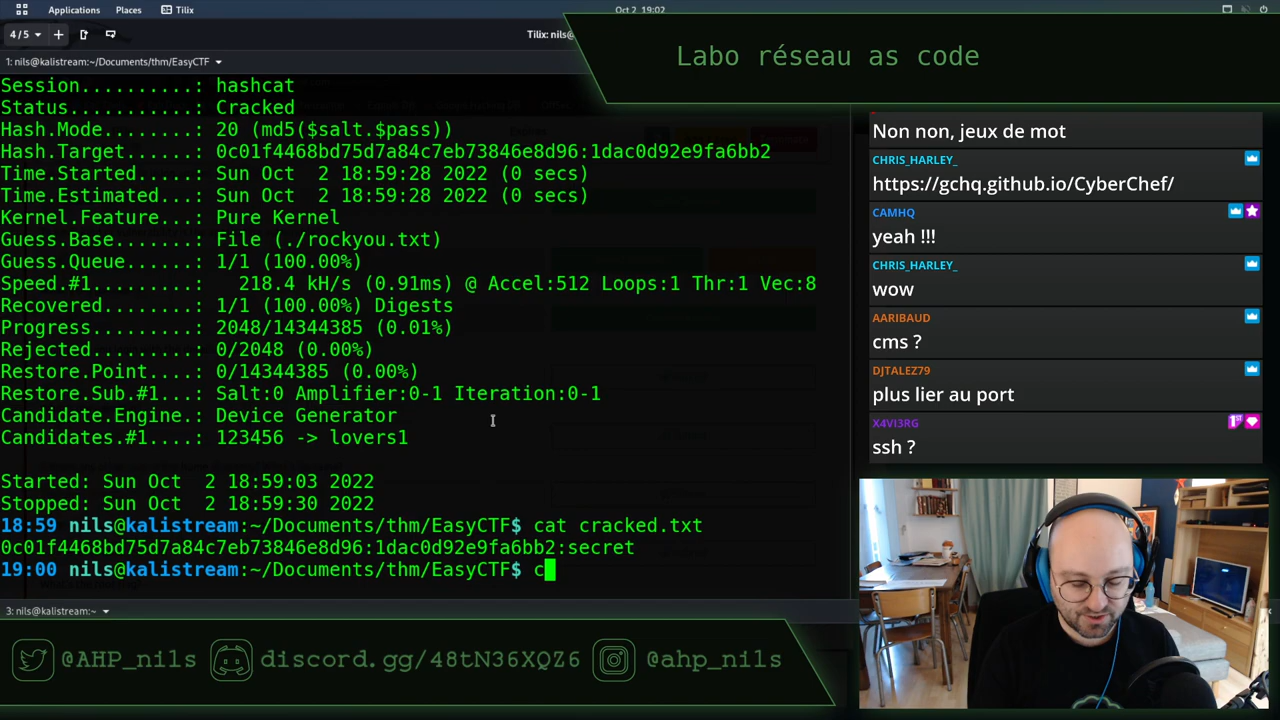 Applications Places Tilix
Oct 2 19:02
4/5
Tilix: nils@
1: nils@kalistream:~/Documents/thm/EasyCTF
Labo réseau as code
Session..........: hashcat
Status...........: Cracked
Hash.Mode........: 20 (md5($salt.$pass))
Hash.Target......: 0c01f4468bd75d7a84c7eb73846e8d96:1dac0d92e9fa6bb2
Time.Started.....: Sun Oct  2 18:59:28 2022 (0 secs)
Time.Estimated...: Sun Oct  2 18:59:28 2022 (0 secs)
Kernel.Feature...: Pure Kernel
Guess.Base.......: File (./rockyou.txt)
Guess.Queue......: 1/1 (100.00%)
Speed.#1.........:   218.4 kH/s (0.91ms) @ Accel:512 Loops:1 Thr:1 Vec:8
Recovered........: 1/1 (100.00%) Digests
Progress.........: 2048/14344385 (0.01%)
Rejected.........: 0/2048 (0.00%)
Restore.Point....: 0/14344385 (0.00%)
Restore.Sub.#1...: Salt:0 Amplifier:0-1 Iteration:0-1
Candidate.Engine.: Device Generator
Candidates.#1....: 123456 -> lovers1
Started: Sun Oct  2 18:59:03 2022
Stopped: Sun Oct  2 18:59:30 2022
18:59 nils@kalistream:~/Documents/thm/EasyCTF$ cat cracked.txt
0c01f4468bd75d7a84c7eb73846e8d96:1dac0d92e9fa6bb2:secret
19:00 nils@kalistream:~/Documents/thm/EasyCTF$ c
3: nils@kalistream:~
Non non, jeux de mot
CHRIS_HARLEY_
https://gchq.github.io/CyberChef/
CAMHQ
yeah !!!
CHRIS_HARLEY_
wow
AARIBAUD
cms ?
DJTALEZ79
plus lier au port
X4VI3RG
ssh ?
@AHP_nils discord.gg/48tN36XQZ6 @ahp_nils